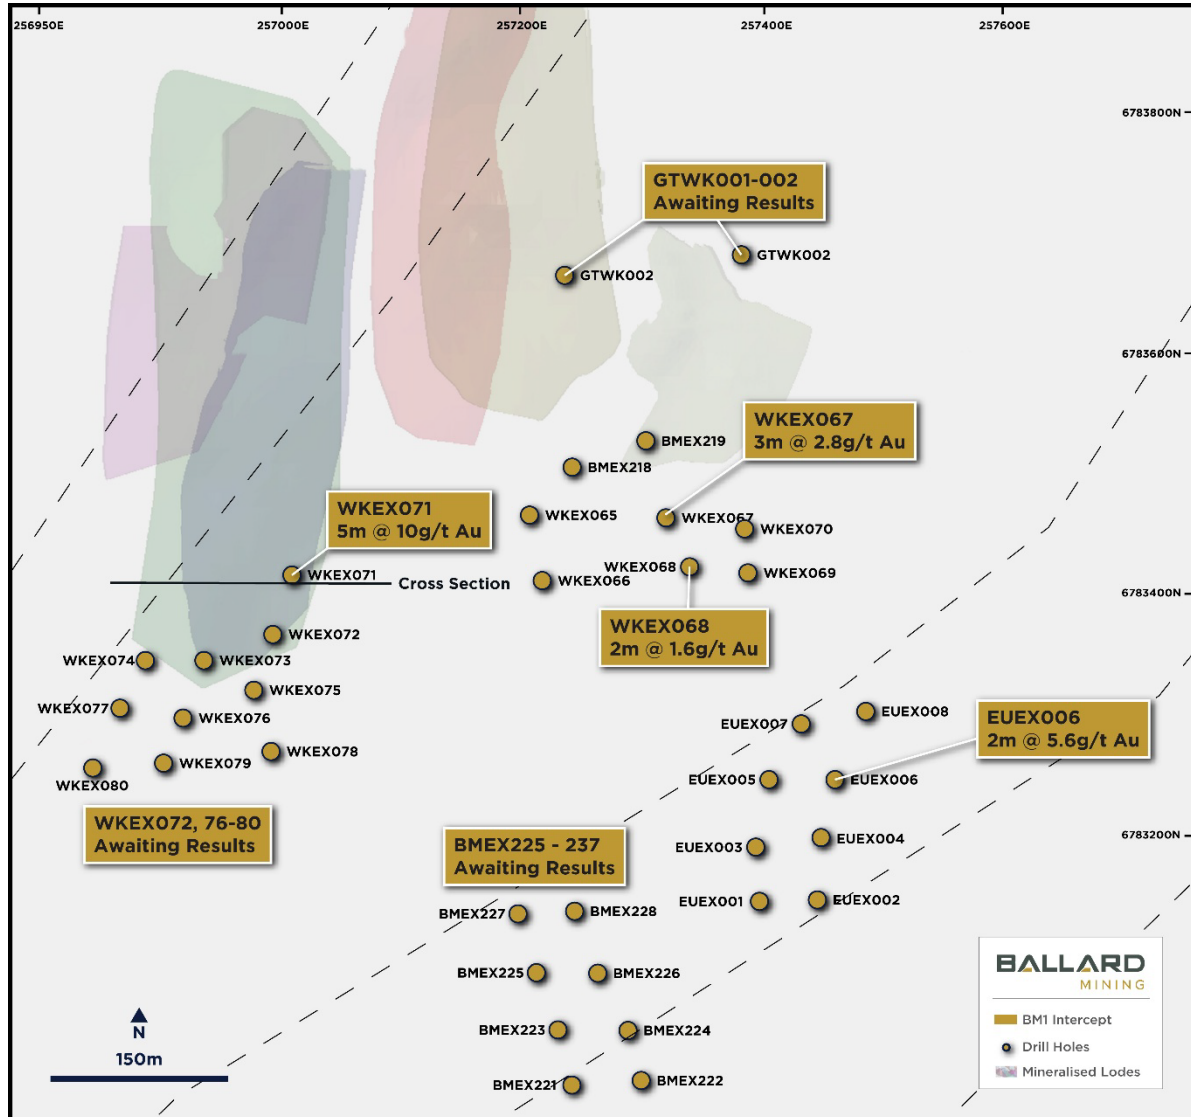 256950E
257000E
257200E
257400E
257600E
6783800N
GTWK001-002
Awaiting Results
GTWK002
GTWK002
6783600N
WKEX067
3m @ 2.8g/t Au
BMEX219
BMEX218
WKEX071
5m @ 10g/t Au
WKEX065
WKEX067
WKEX070
WKEX071
Cross Section
WKEX066
WKEX068
WKEX069
6783400N
WKEX068
2m @ 1.6g/t Au
WKEX072
WKEX074
WKEX073
WKEX075
WKEX077
WKEX076
EUEX007
EUEX008
EUEX006
2m @ 5.6g/t Au
WKEX078
WKEX079
WKEX080
EUEX005
EUEX006
WKEX072, 76-80
Awaiting Results
BMEX225 - 237
Awaiting Results
EUEX003
EUEX004
6783200N
EUEX001
EUEX002
BMEX227
BMEX228
BMEX225
BMEX226
BMEX223
BMEX224
BMEX221
BMEX222
N
150m
BALLARD
MINING
BM1 Intercept
Drill Holes
Mineralised Lodes